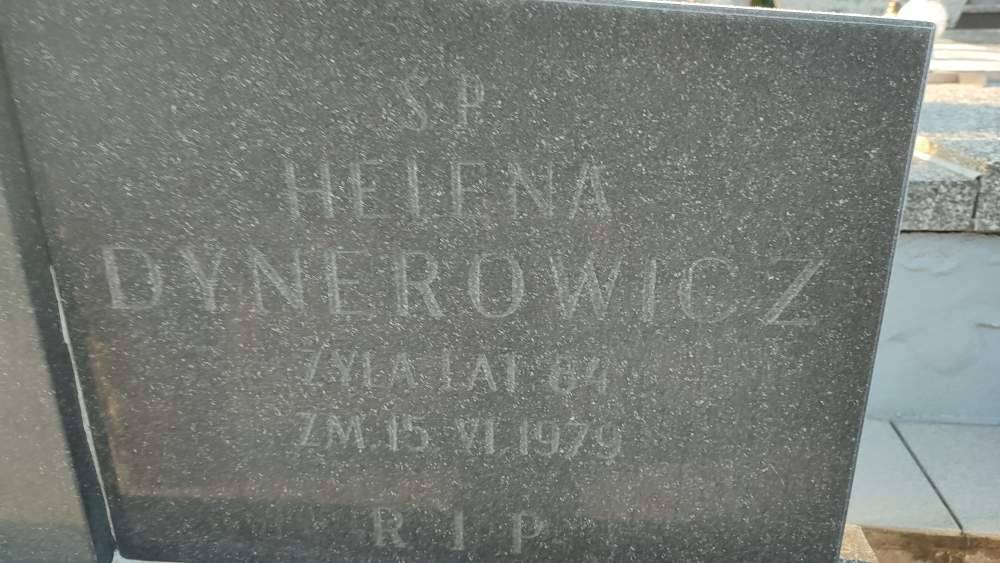 Ś.P.
HELENA
DYNEROWICZ
ŻYŁA LAT 84
ZM. 15 VI 1979
R I P